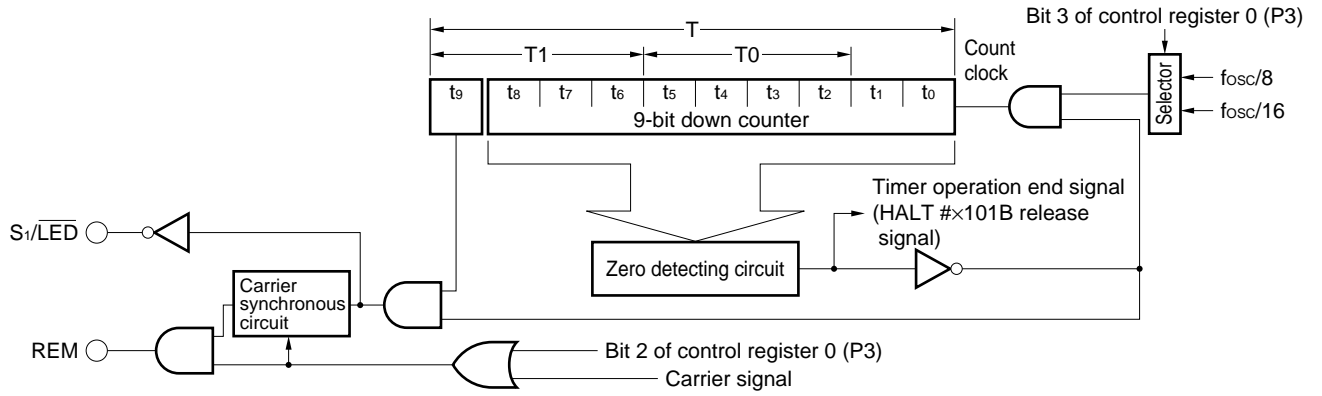 Bit 3 of control register 0 (P3)
T
T1
T0
Count
clock
t9 t8 t7 t6 t5 t4 t3 t2 t1 t0
9-bit down counter
Selector
fOSC/8
fOSC/16
Timer operation end signal
(HALT #×101B release
signal)
S1/L̅E̅D̅
Zero detecting circuit
Carrier
synchronous
circuit
REM
Bit 2 of control register 0 (P3)
Carrier signal